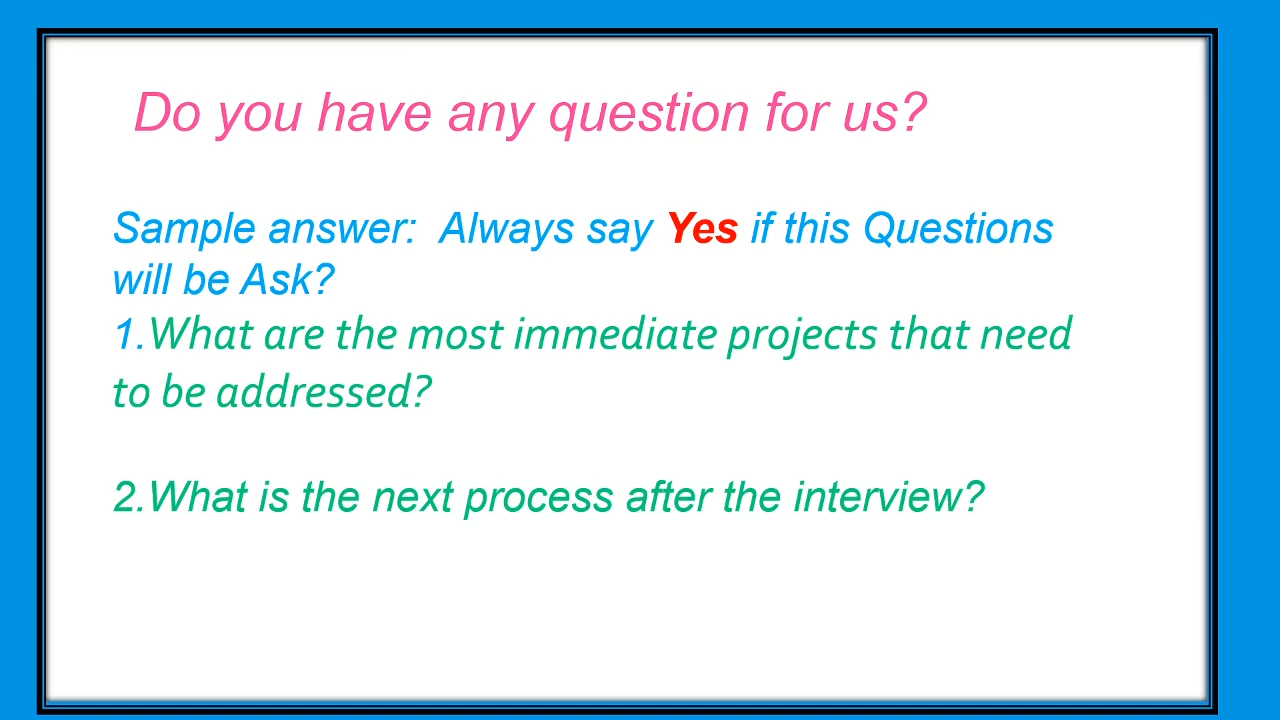 Do you have any question for us?
Sample answer:  Always say Yes if this Questions
will be Ask?
1.What are the most immediate projects that need
to be addressed?
2.What is the next process after the interview?